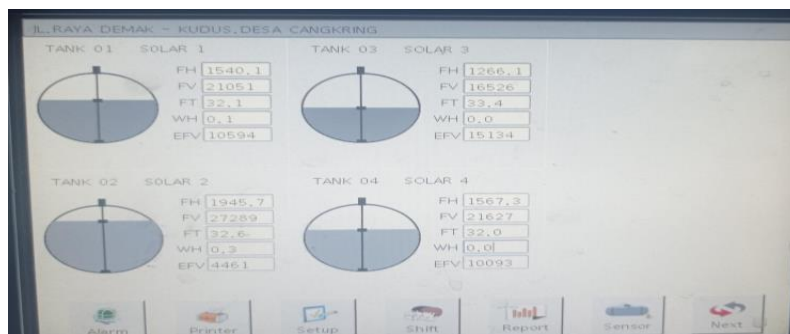 JL.RAYA DEMAK - KUDUS.DESA CANGKRING
TANK 01 SOLAR 1
FH 1540,1
FV 21051
FT 32,1
WH 0,1
EFV 10594
TANK 03 SOLAR 3
FH 1266,1
FV 16526
FT 33,4
WH 0,0
EFV 15134
TANK 02 SOLAR 2
FH 1945,7
FV 27269
FT 32,6
WH 0,3
EFV 4461
TANK 04 SOLAR 4
FH 1567,3
FV 21627
FT 32,0
WH 0,0
EFV 10093
Alarm Printer Setup Shift Report Sensor Next